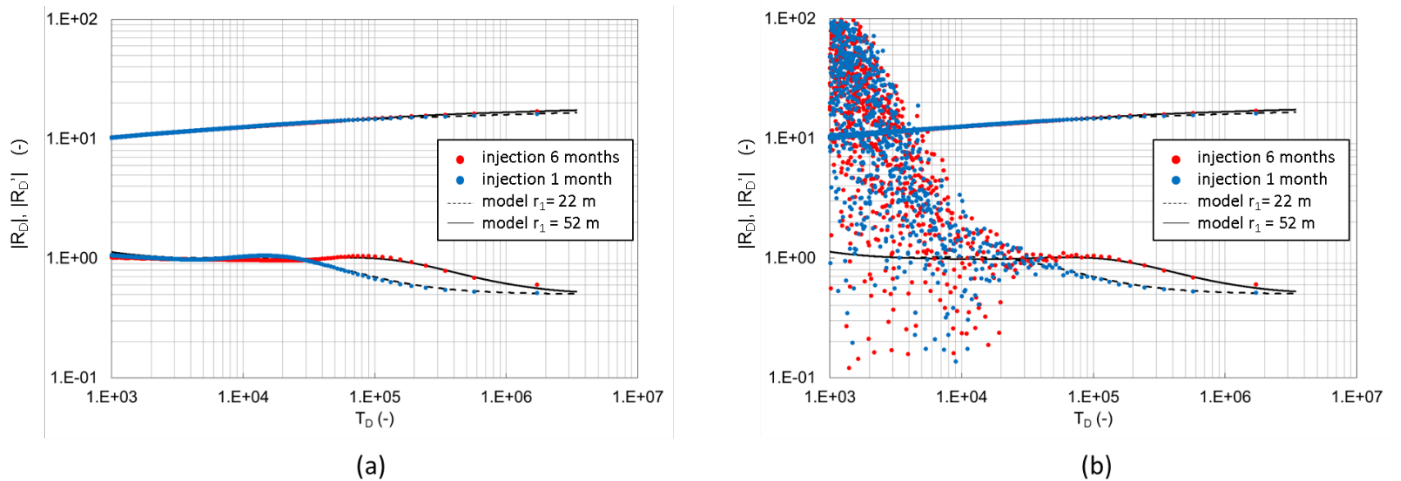 1.E+02
1.E+01
1.E+00
1.E-01
|R_D|, |R_D'| (-)
injection 6 months
injection 1 month
model r₁= 22 m
model r₁ = 52 m
1.E+03
1.E+04
1.E+05
1.E+06
1.E+07
T_D (-)
(a)
1.E+02
1.E+01
1.E+00
1.E-01
|R_D|, |R_D'| (-)
injection 6 months
injection 1 month
model r₁= 22 m
model r₁ = 52 m
1.E+03
1.E+04
1.E+05
1.E+06
1.E+07
T_D (-)
(b)